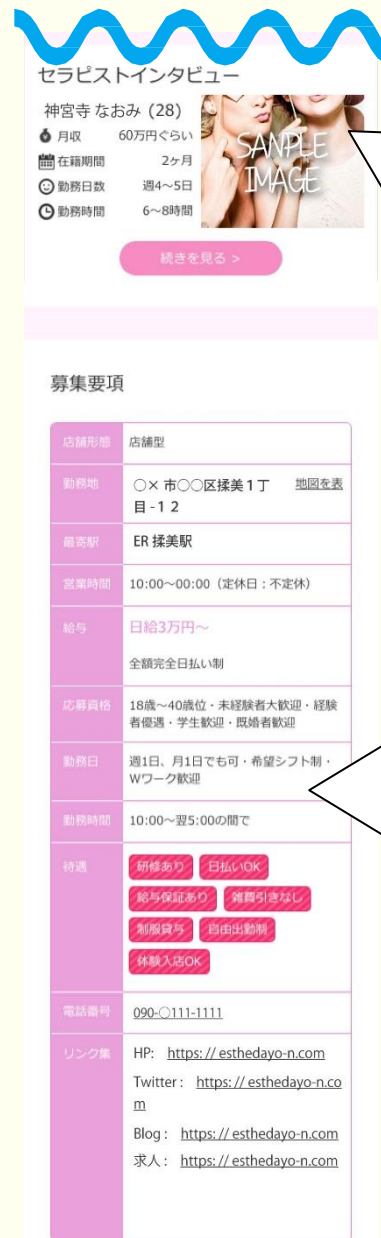 セラピストインタビュー
神宮寺 なおみ (28)
月収 60万円ぐらい
在籍期間 2ヶ月
勤務日数 週4〜5日
勤務時間 6〜8時間
SANPLE
IMAGE
続きを見る >
募集要項
店舗形態 店舗型
勤務地 ○× 市○○区揉美１丁 地図を表
目 -１２
最寄駅 ER 揉美駅
営業時間 10:00〜00:00（定休日：不定休）
給与 日給3万円〜
全額完全日払い制
応募資格 18歳〜40歳位・未経験者大歓迎・経験
者優遇・学生歓迎・既婚者歓迎
勤務日 週1日、月1日でも可・希望シフト制・
Wワーク歓迎
勤務時間 10:00〜翌5:00の間で
待遇 研修あり 日払いOK
給与保証あり 雑費引きなし
制服貸与 自由出勤制
体験入店OK
電話番号 090-○111-1111
リンク集 HP: https:// esthedayo-n.com
Twitter : https:// esthedayo-n.co
m
Blog : https:// esthedayo-n.com
求人 : https:// esthedayo-n.com